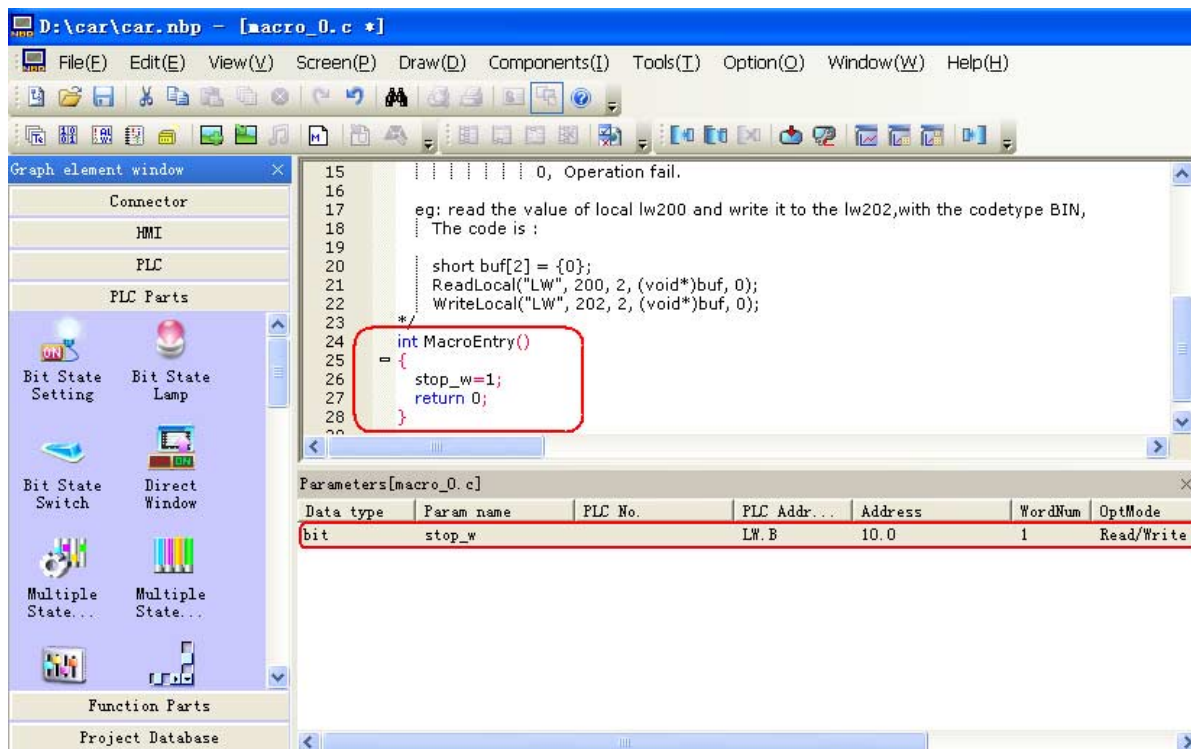 D:\car\car.nbp - [macro_0.c *]
File(F) Edit(E) View(V) Screen(P) Draw(D) Components(I) Tools(T) Option(O) Window(W) Help(H)
Graph element window
Connector
HMI
PLC
PLC Parts
Bit State Setting
Bit State Lamp
Bit State Switch
Direct Window
Multiple State...
Multiple State...
Function Parts
Project Database
15 0, Operation fail.
16
17 eg: read the value of local lw200 and write it to the lw202,with the codetype BIN,
18 The code is :
19
20 short buf[2] = {0};
21 ReadLocal("LW", 200, 2, (void*)buf, 0);
22 WriteLocal("LW", 202, 2, (void*)buf, 0);
23 */
24 int MacroEntry()
25 {
26 stop_w=1;
27 return 0;
28 }
Parameters[macro_0.c]
Data type Param name PLC No. PLC Addr... Address WordNum OptMode
bit stop_w LW.B 10.0 1 Read/Write